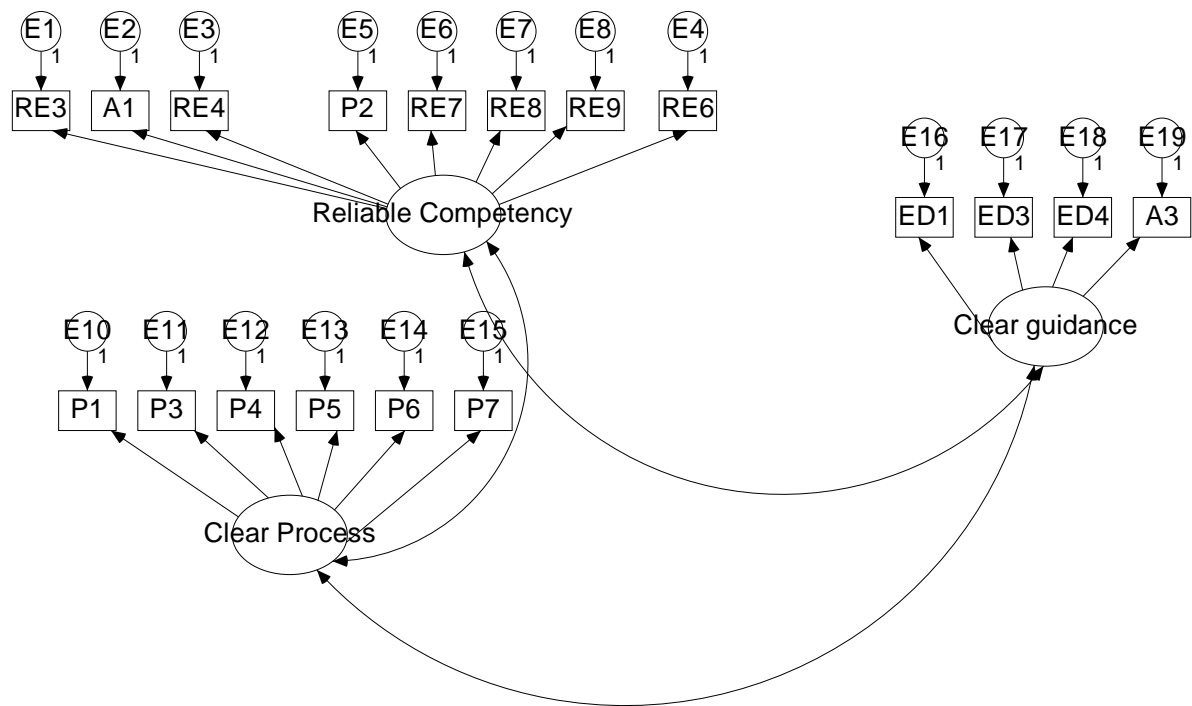 E1 E2 E3 E5 E6 E7 E8 E4
1 1 1 1 1 1 1 1
RE3 A1 RE4 P2 RE7 RE8 RE9 RE6
E16 E17 E18 E19
1 1 1 1
ED1 ED3 ED4 A3
Reliable Competency
Clear guidance
E10 E11 E12 E13 E14 E15
1 1 1 1 1 1
P1 P3 P4 P5 P6 P7
Clear Process